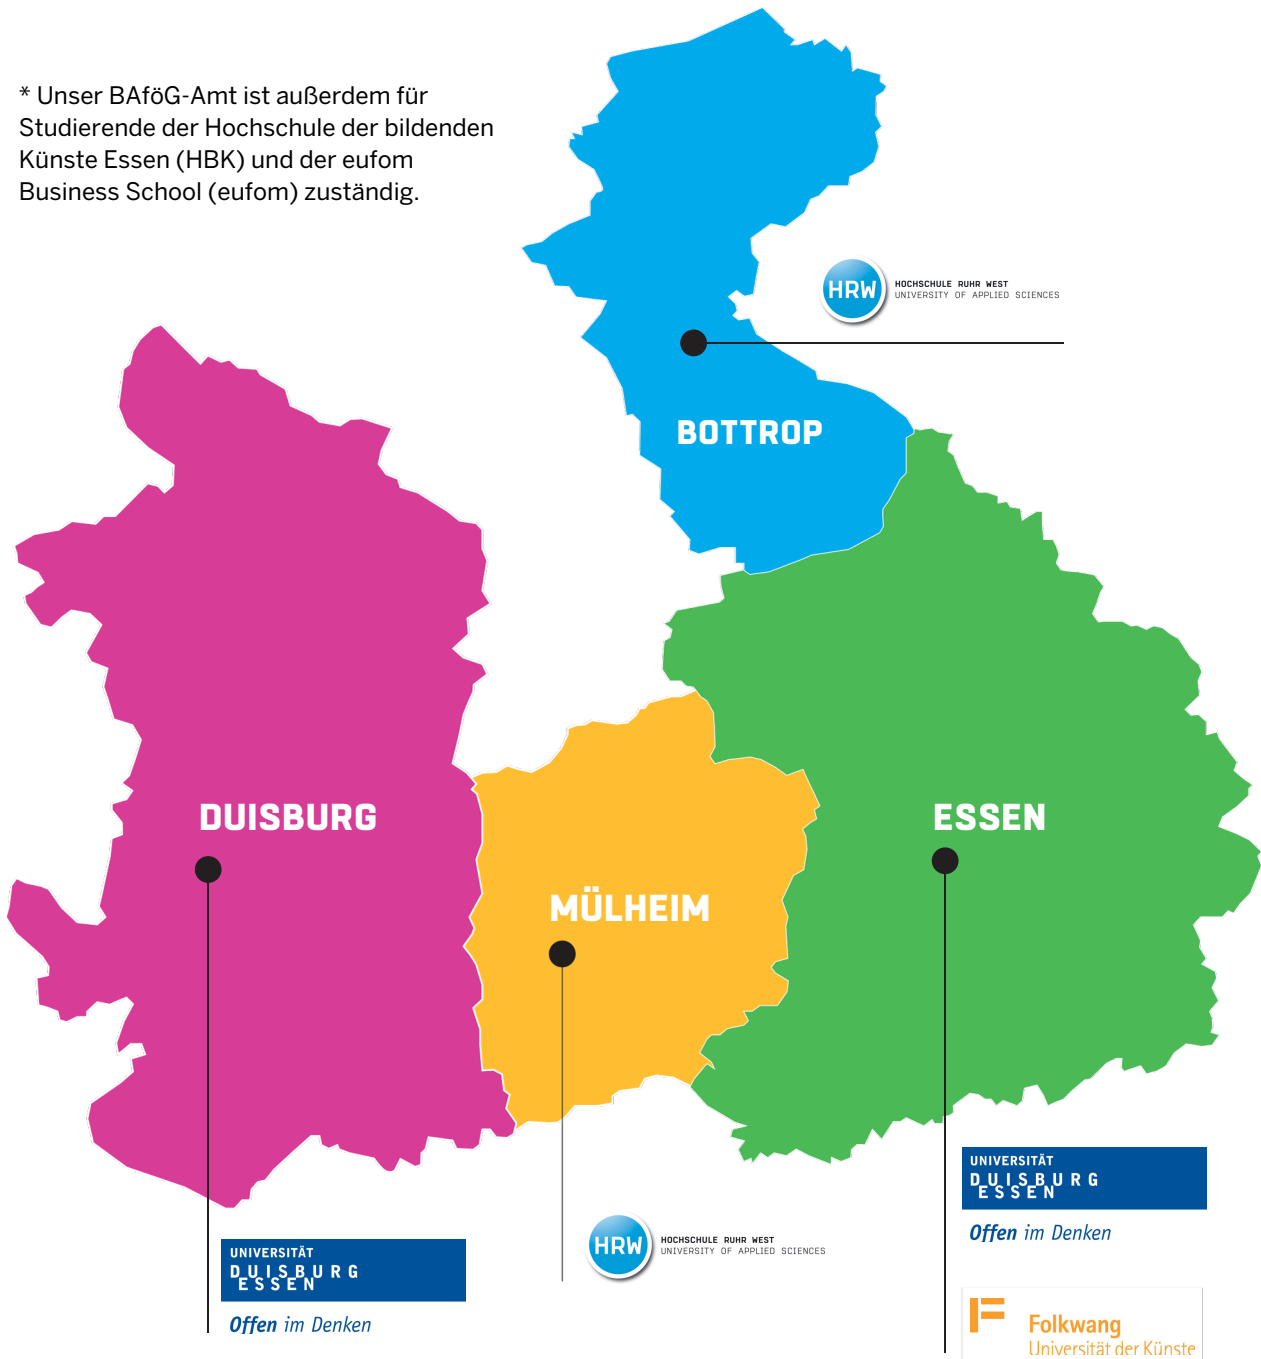 * Unser BAföG-Amt ist außerdem für
Studierende der Hochschule der bildenden
Künste Essen (HBK) und der eufom
Business School (eufom) zuständig.
HRW
HOCHSCHULE RUHR WEST
UNIVERSITY OF APPLIED SCIENCES
BOTTROP
DUISBURG
ESSEN
MÜLHEIM
UNIVERSITÄT
DUISBURG
ESSEN
Offen im Denken
HRW
HOCHSCHULE RUHR WEST
UNIVERSITY OF APPLIED SCIENCES
UNIVERSITÄT
DUISBURG
ESSEN
Offen im Denken
Folkwang
Universität der Künste